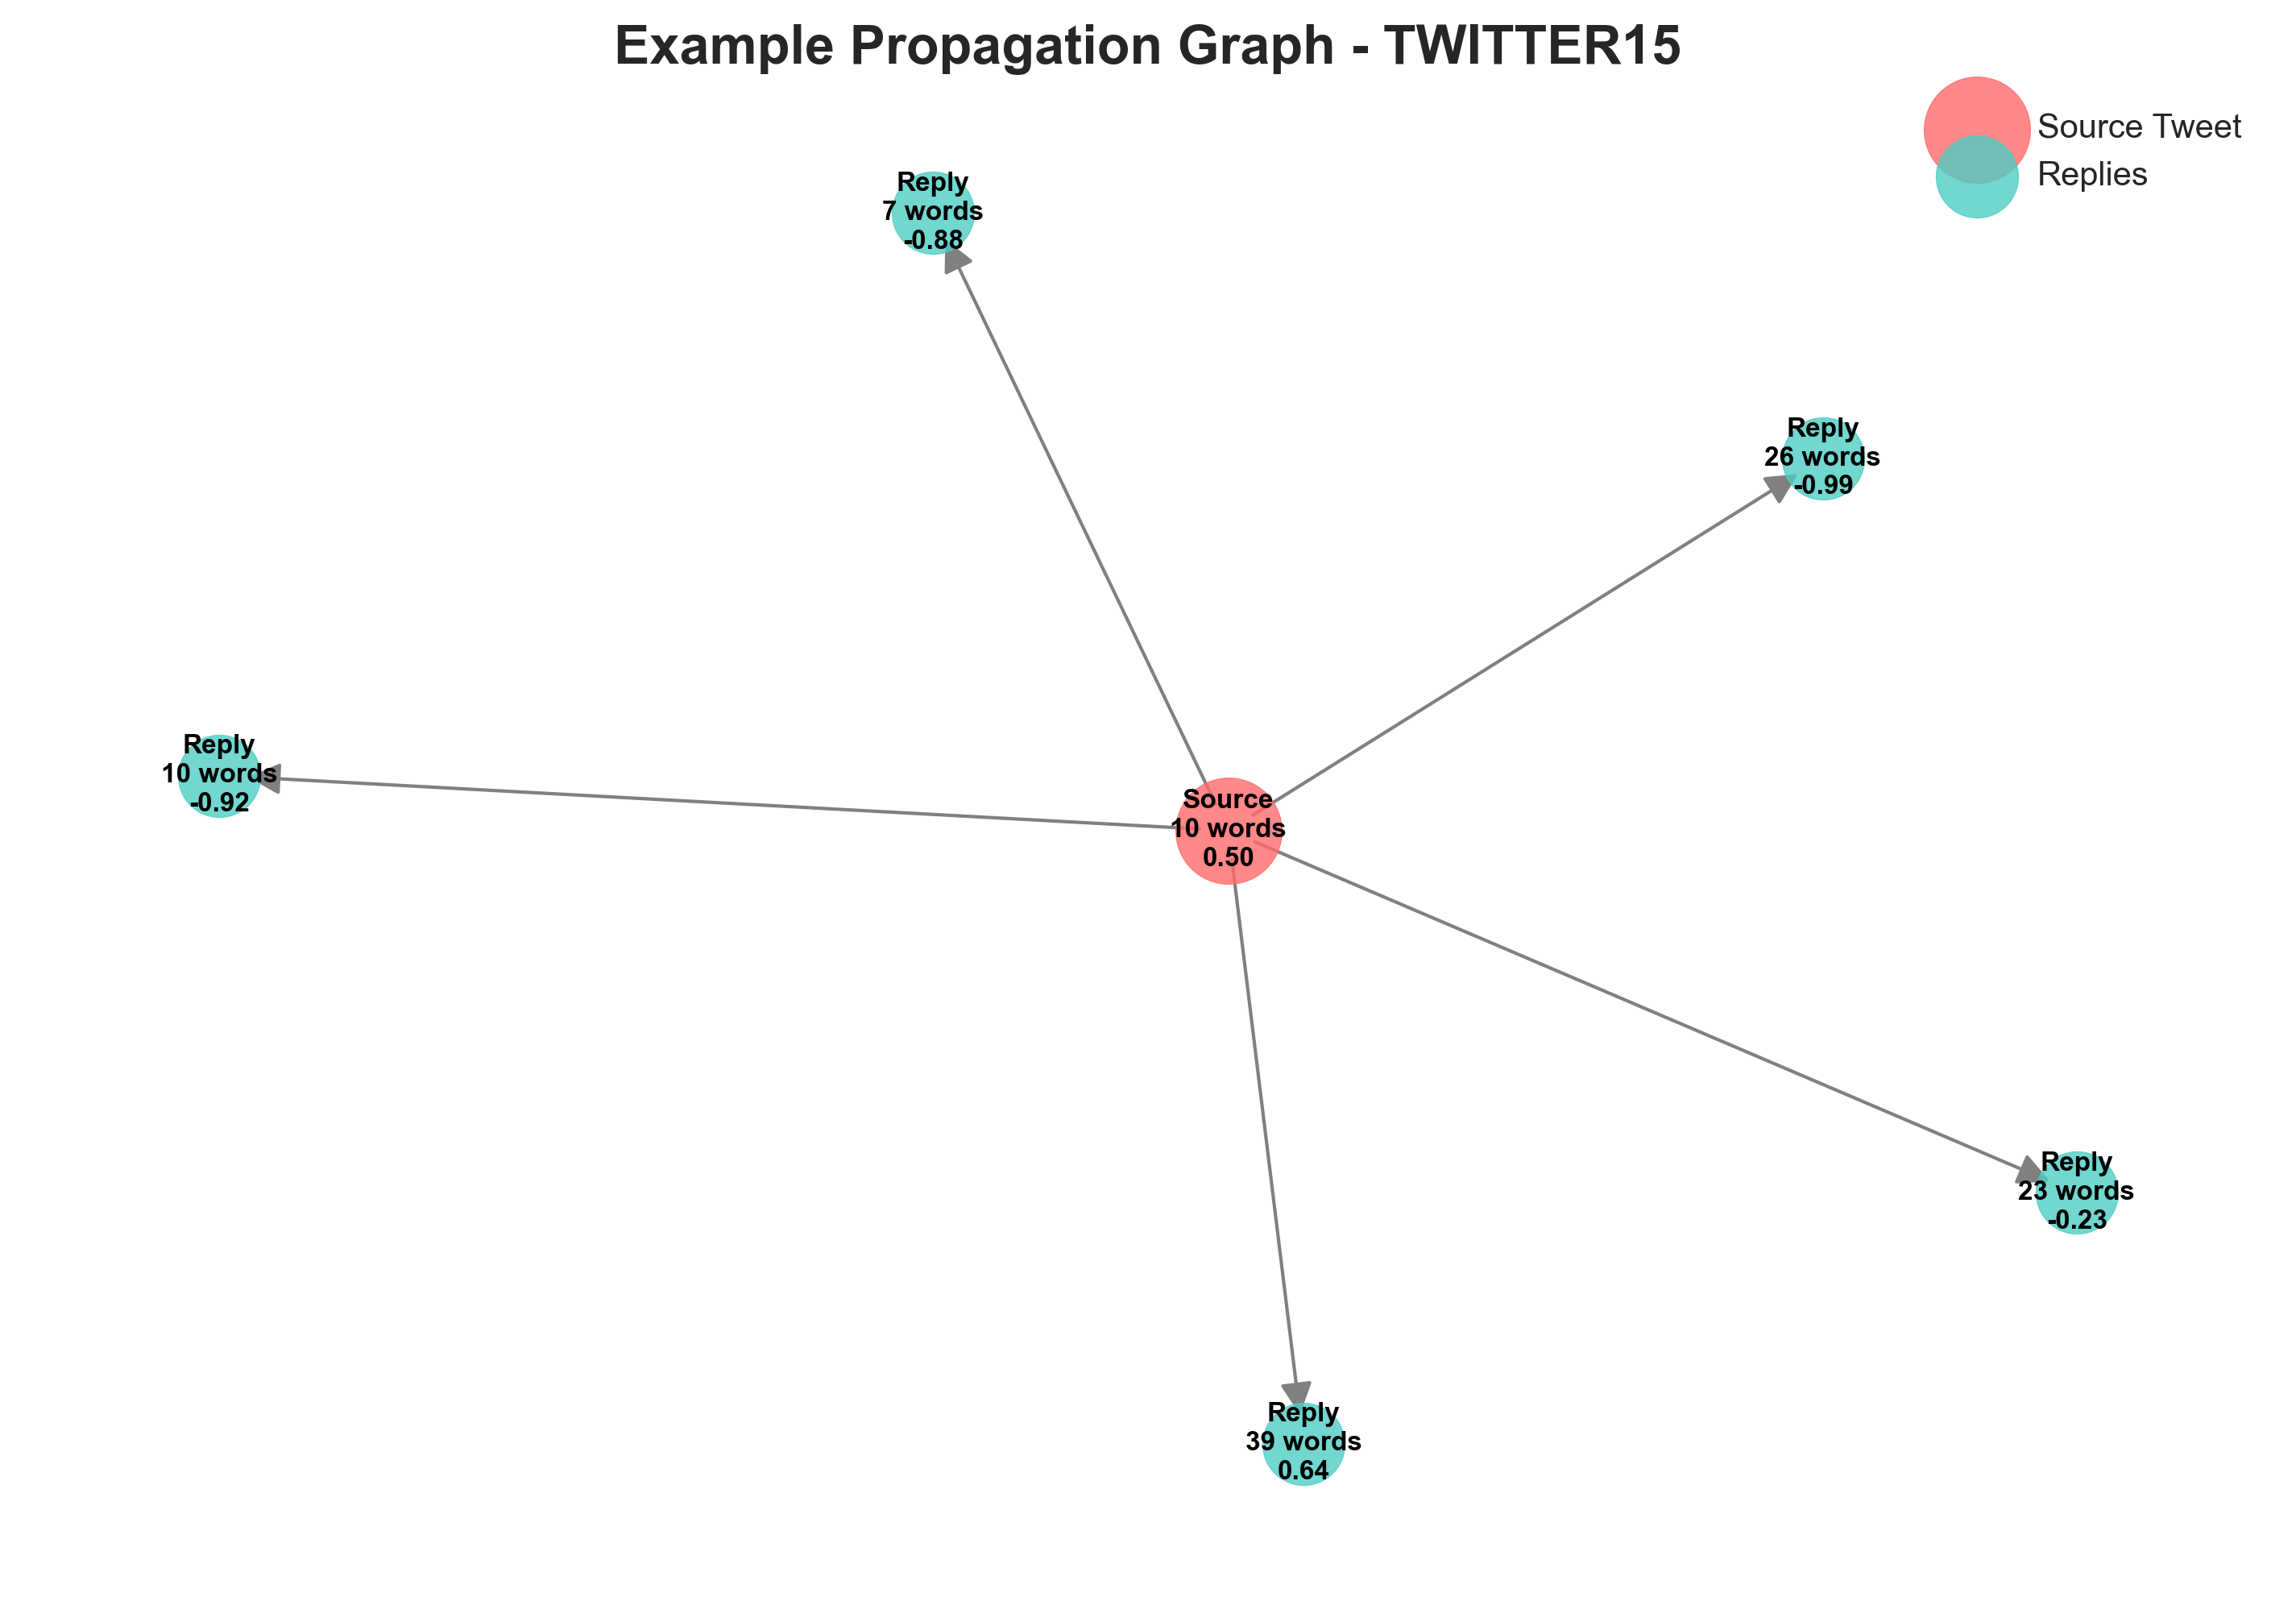 Example Propagation Graph - TWITTER15
Source Tweet
Replies
Reply
7 words
-0.88
Reply
26 words
-0.99
Reply
10 words
-0.92
Source
10 words
0.50
Reply
23 words
-0.23
Reply
39 words
0.64